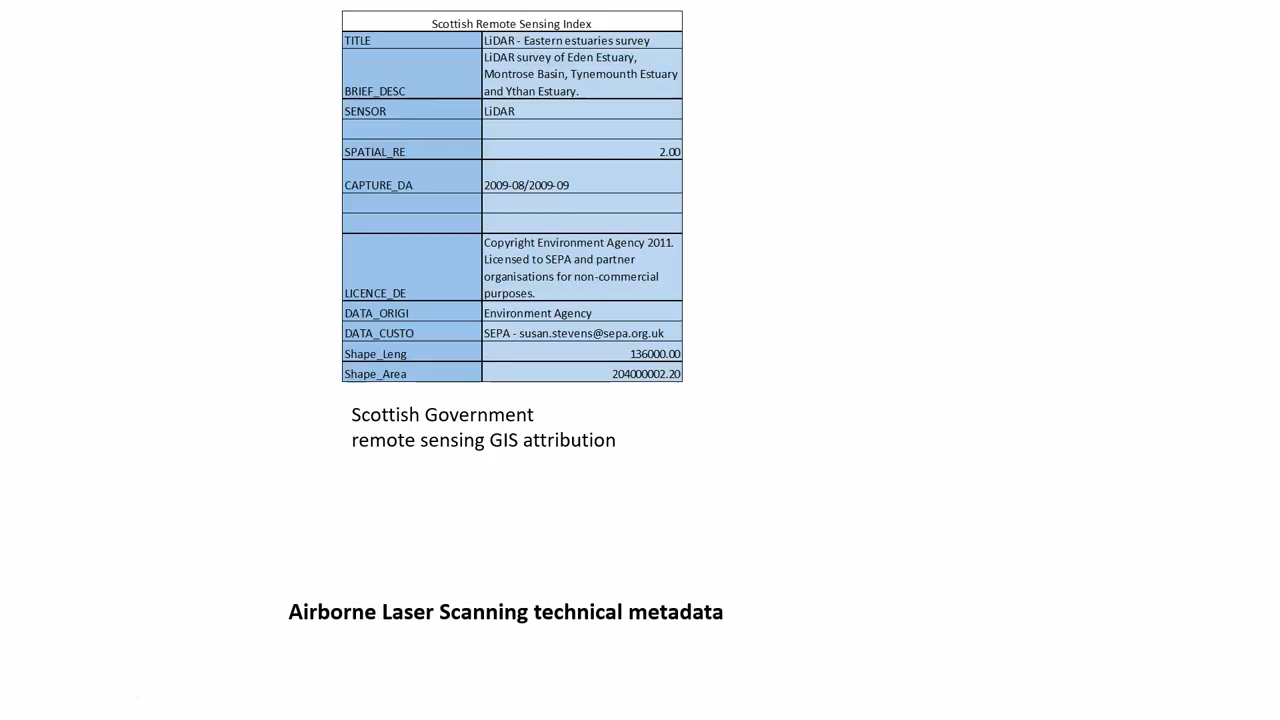 Scottish Remote Sensing Index
TITLE LiDAR - Eastern estuaries survey
LiDAR survey of Eden Estuary,
Montrose Basin, Tynemounth Estuary
BRIEF_DESC and Ythan Estuary.
SENSOR LiDAR
SPATIAL_RE 2.00
CAPTURE_DA 2009-08/2009-09
Copyright Environment Agency 2011.
Licensed to SEPA and partner
organisations for non-commercial
LICENCE_DE purposes.
DATA_ORIGI Environment Agency
DATA_CUSTO SEPA - susan.stevens@sepa.org.uk
Shape_Leng 136000.00
Shape_Area 204000002.20
Scottish Government
remote sensing GIS attribution
Airborne Laser Scanning technical metadata